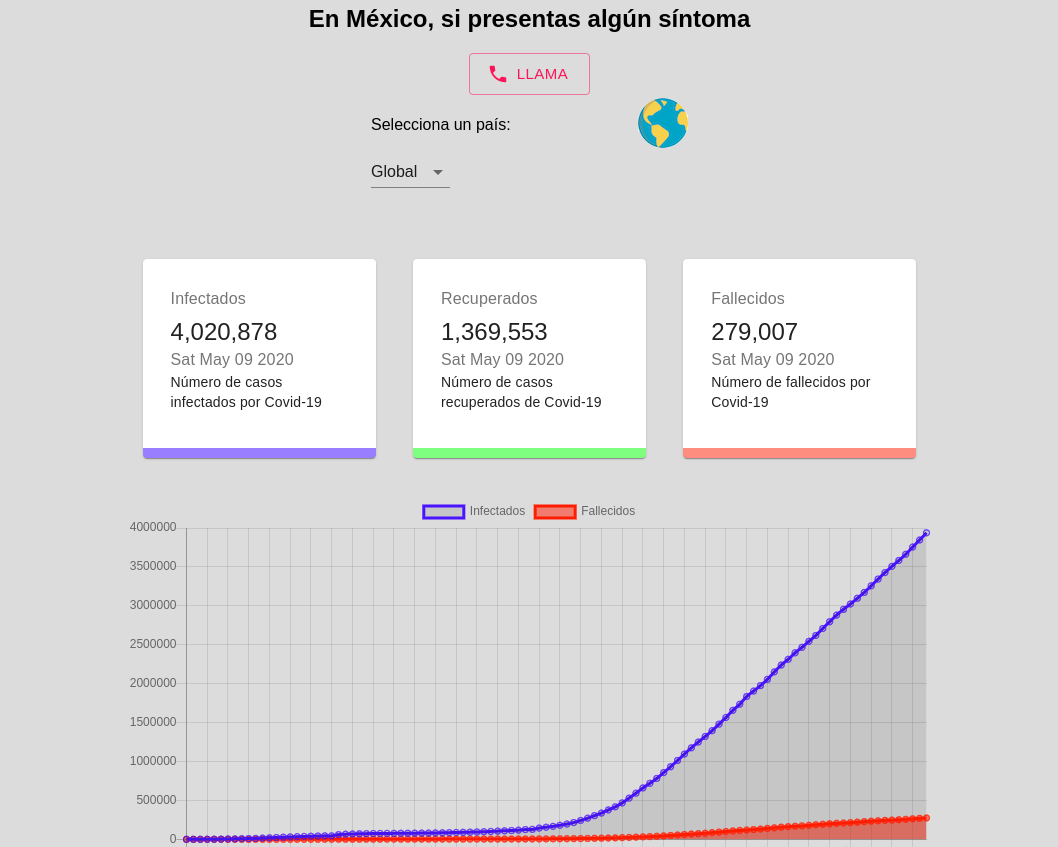 En México, si presentas algún síntoma
LLAMA
Selecciona un país:
Global
Infectados
4,020,878
Sat May 09 2020
Número de casos
infectados por Covid-19
Recuperados
1,369,553
Sat May 09 2020
Número de casos
recuperados de Covid-19
Fallecidos
279,007
Sat May 09 2020
Número de fallecidos por
Covid-19
Infectados Fallecidos
4000000
3500000
3000000
2500000
2000000
1500000
1000000
500000
0